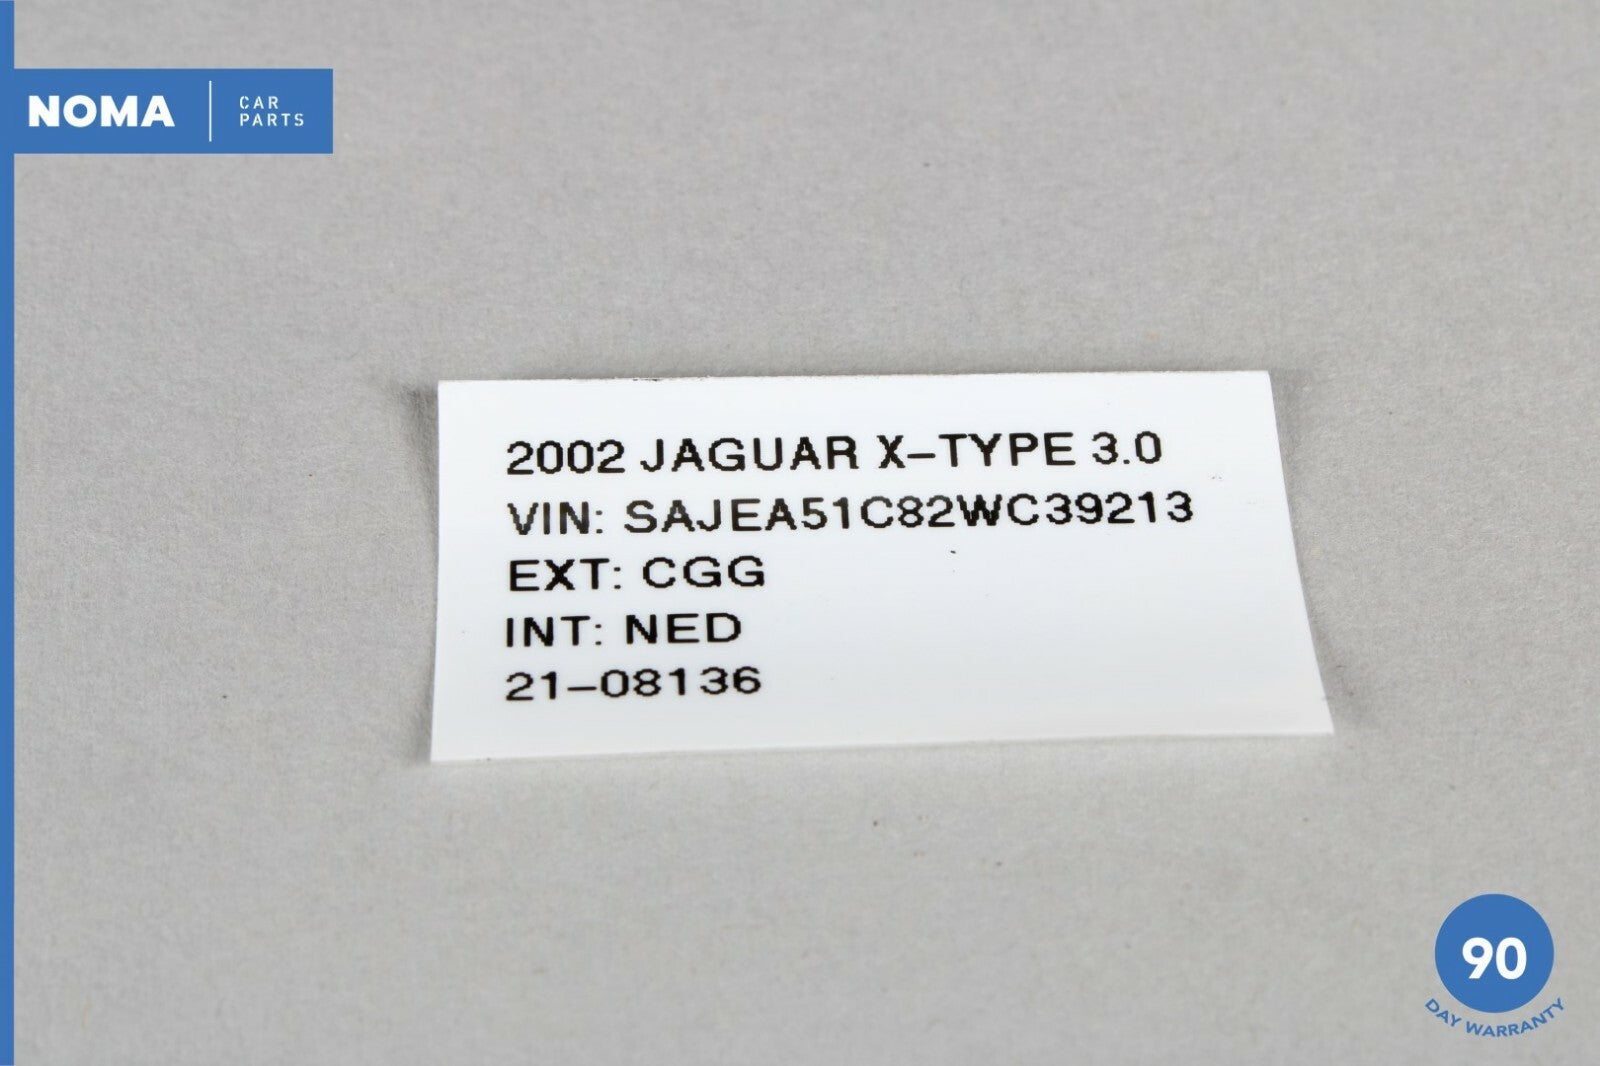 NOMA
CAR
PARTS
2002 JAGUAR X-TYPE 3.0
VIN: SAJEA51C82WC39213
EXT: CGG
INT: NED
21-08136
90
DAY WARRANTY